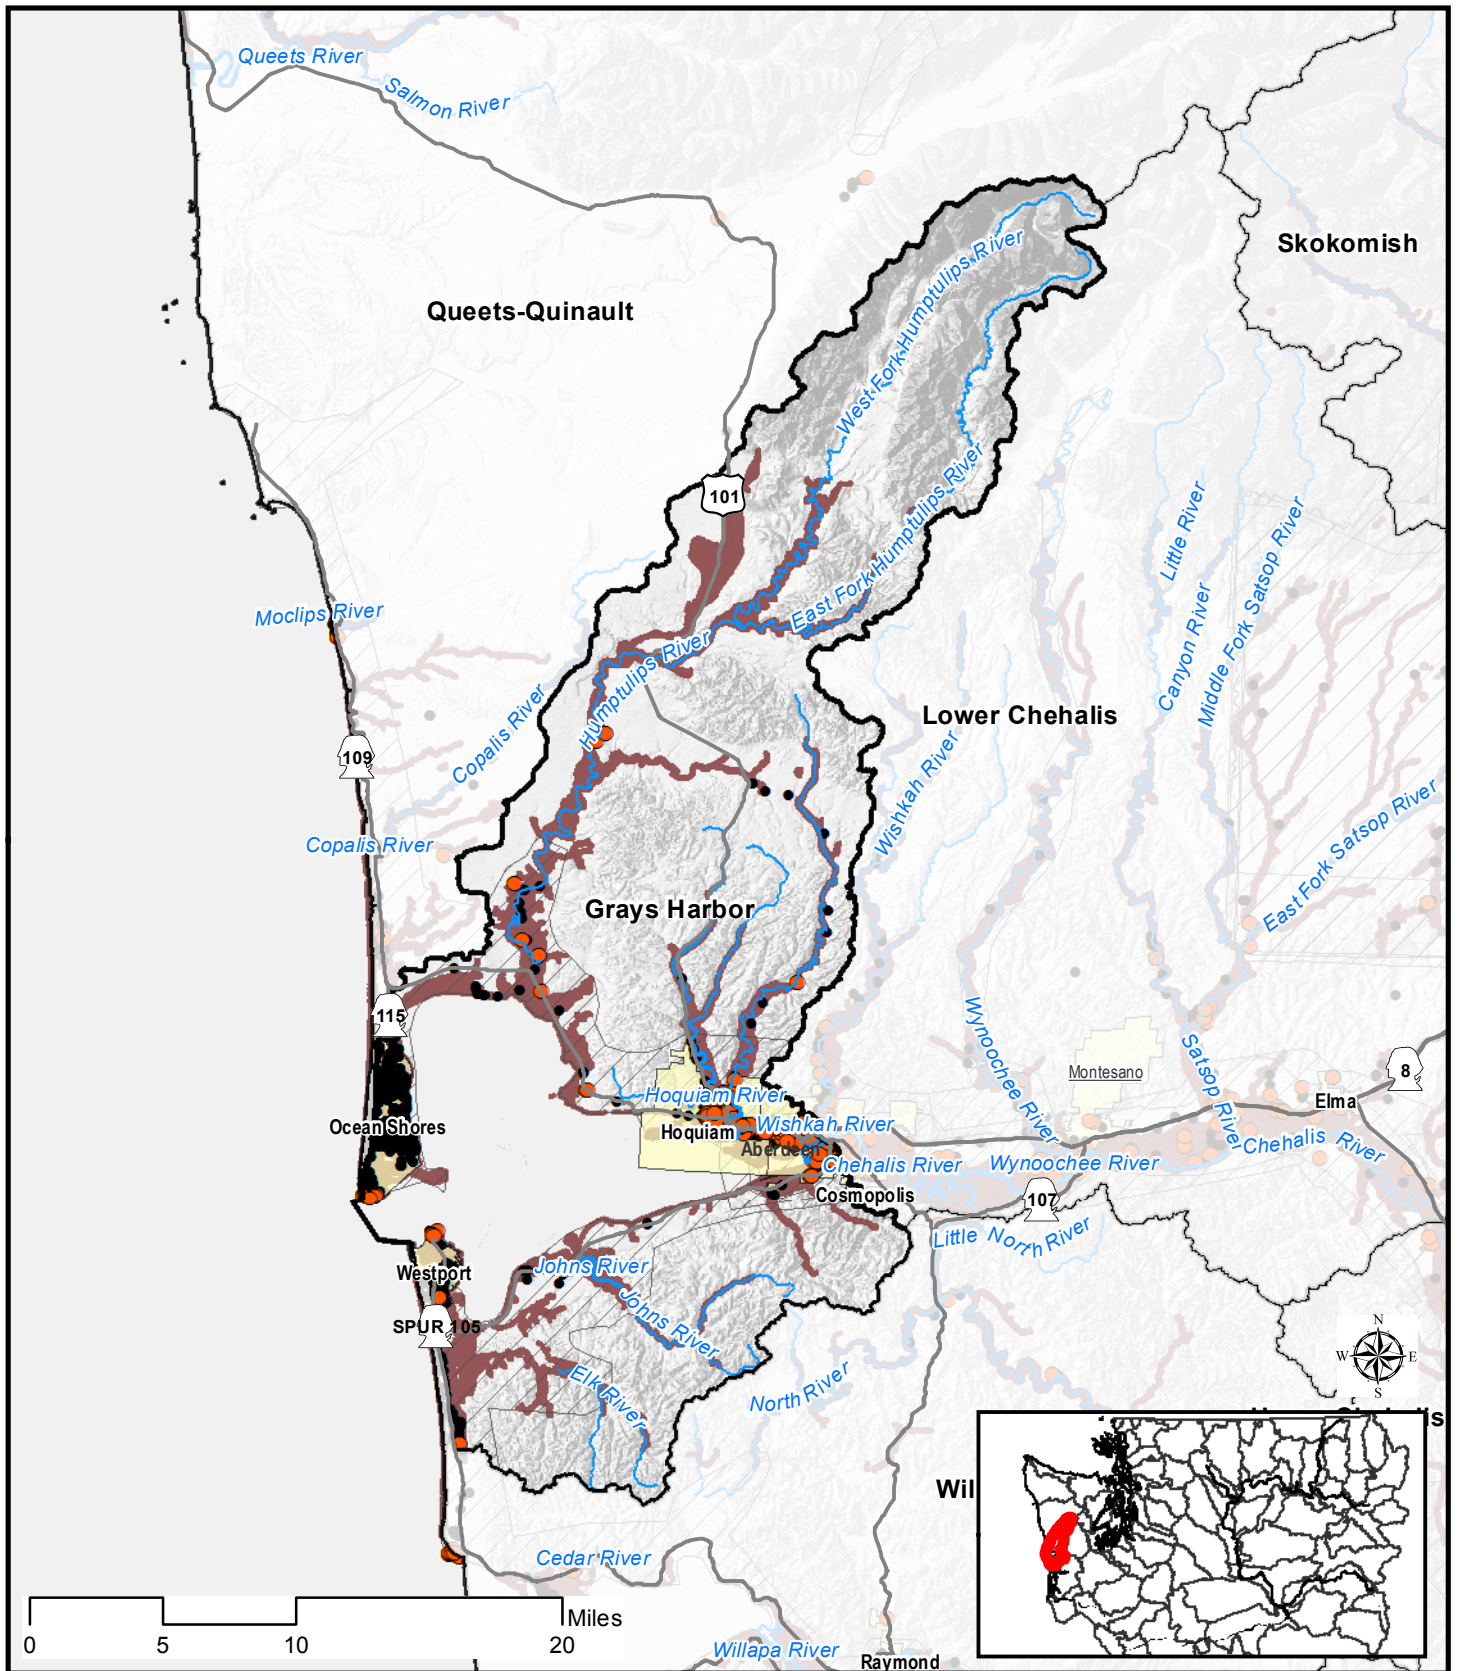 Queets River
Salmon River
Skokomish
Queets-Quinault
West Fork Humptulips River
101
East Fork Humptulips River
Little River
Middle Fork Satsop River
Canyon River
Moclips River
Humptulips River
Copalis River
Lower Chehalis
109
Wishkah River
Copalis River
East Fork Satsop River
Grays Harbor
115
Wynoochee River
Satsop River
Montesano
8
Elma
Ocean Shores
Hoquiam River
Hoquiam
Wishkah River
Aberdeen
Chehalis River
Wynoochee River
Chehalis River
Cosmopolis
107
Little North River
Westport
Johns River
Johns River
SPUR 105
Elk River
North River
N
W E
S
Wil
Cedar River
Miles
0 5 10 20
Willapa River
Raymond